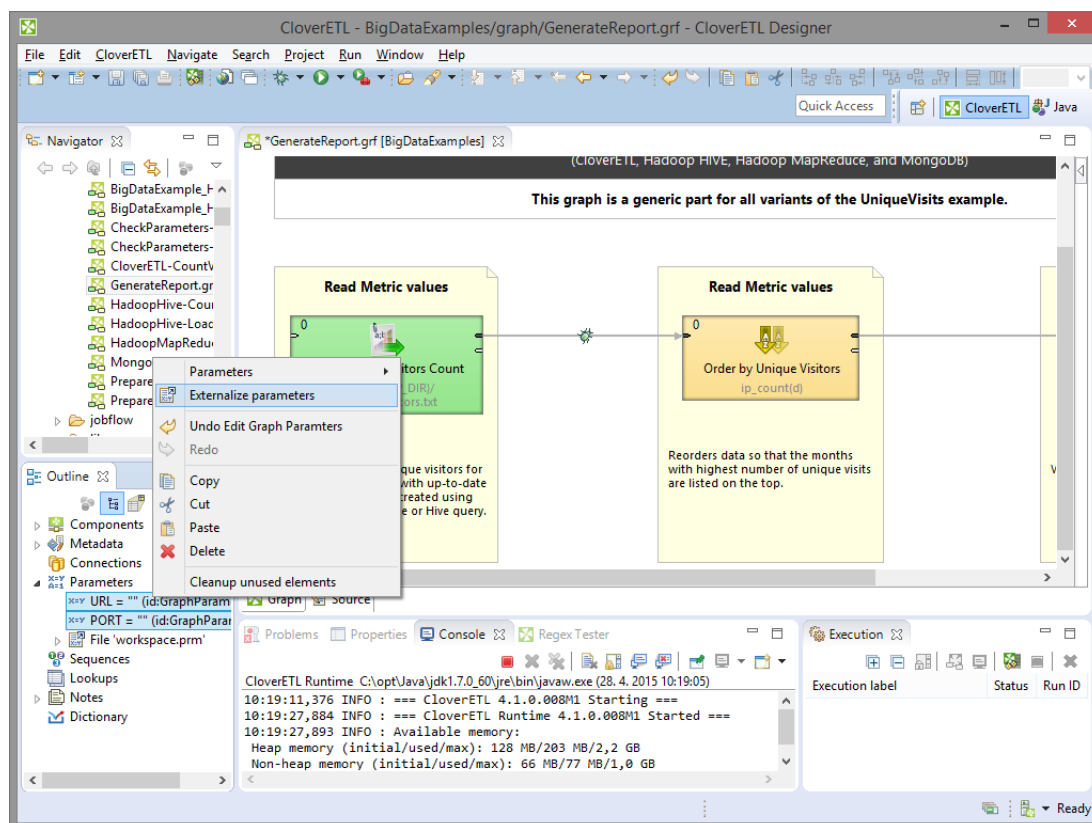 CloverETL - BigDataExamples/graph/GenerateReport.grf - CloverETL Designer
File Edit CloverETL Navigate Search Project Run Window Help
Quick Access
CloverETL
Java
Navigator
BigDataExample_H
BigDataExample_H
CheckParameters-
CheckParameters-
CloverETL-CountV
GenerateReport.gr
HadoopHive-Coun
HadoopHive-Load
HadoopMapRedu
Mongo
Prepare
Prepare
jobflow
*GenerateReport.grf [BigDataExamples]
(CloverETL, Hadoop HIVE, Hadoop MapReduce, and MongoDB)
This graph is a generic part for all variants of the UniqueVisits example.
Read Metric values
0
itors Count
_DIR)/
ors.txt
que visitors for
with up-to-date
created using
e or Hive query.
Read Metric values
0
Order by Unique Visitors
ip_count(d)
Reorders data so that the months
with highest number of unique visits
are listed on the top.
V
Parameters
Externalize parameters
Undo Edit Graph Paramters
Redo
Copy
Cut
Paste
Delete
Cleanup unused elements
Outline
Components
Metadata
Connections
Parameters
URL = "" (id:GraphParam
PORT = "" (id:GraphParar
File 'workspace.prm'
Sequences
Lookups
Notes
Dictionary
Graph Source
Problems Properties Console Regex Tester
CloverETL Runtime C:\opt\Java\jdk1.7.0_60\jre\bin\javaw.exe (28. 4. 2015 10:19:05)
10:19:11,376 INFO : === CloverETL 4.1.0.008M1 Starting ===
10:19:27,884 INFO : === CloverETL Runtime 4.1.0.008M1 Started ===
10:19:27,893 INFO : Available memory:
Heap memory (initial/used/max): 128 MB/203 MB/2,2 GB
Non-heap memory (initial/used/max): 66 MB/77 MB/1,0 GB
Execution
Execution label Status Run ID
Ready